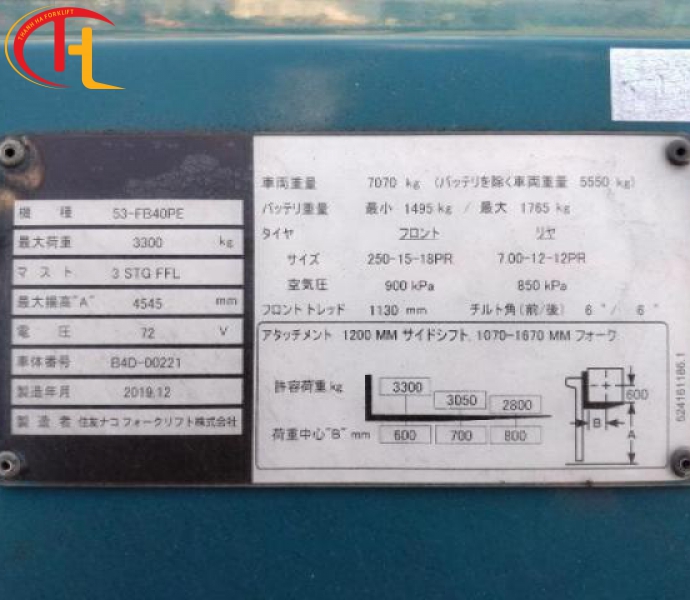 THANH HA FORKLIFT
機種 53-FB40PE
最大荷重 3300 kg
マスト 3 STG FFL
最大揚高"A" 4545 mm
電圧 72 V
車体番号 B4D-00221
製造年月 2019.12
製造者 住友ナコ フォークリフト株式会社
車両重量 7070 kg (バッテリを除く車両重量 5550 kg)
バッテリ重量 最小 1495 kg / 最大 1765 kg
タイヤ フロント リヤ
サイズ 250-15-18PR 7.00-12-12PR
空気圧 900 kPa 850 kPa
フロントトレッド 1130 mm チルト角(前/後) 6° / 6°
アタッチメント 1200 MM サイドシフト, 1070-1670 MM フォーク
許容荷重 kg 3300 3050 2800
荷重中心"B" mm 600 700 800
600
B
A
524161186.1